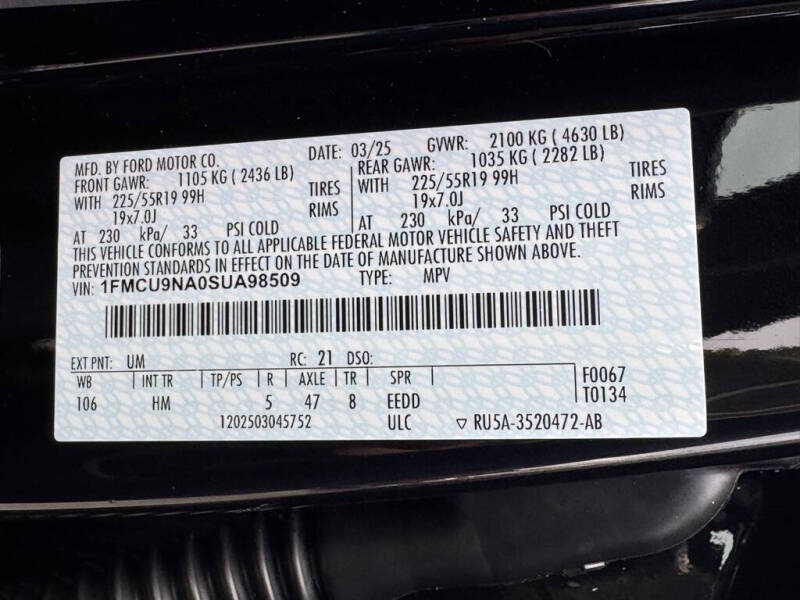 MFD. BY FORD MOTOR CO. DATE: 03/25 GVWR: 2100 KG ( 4630 LB)
FRONT GAWR: 1105 KG ( 2436 LB) REAR GAWR: 1035 KG ( 2282 LB)
WITH 225/55R19 99H TIRES WITH 225/55R19 99H TIRES
19x7.0J RIMS 19x7.0J RIMS
AT 230 kPa/ 33 PSI COLD AT 230 kPa/ 33 PSI COLD
THIS VEHICLE CONFORMS TO ALL APPLICABLE FEDERAL MOTOR VEHICLE SAFETY AND THEFT
PREVENTION STANDARDS IN EFFECT ON THE DATE OF MANUFACTURE SHOWN ABOVE.
VIN: 1FMCU9NA0SUA98509 TYPE: MPV
EXT PNT: UM RC: 21 DSO:
WB INT TR TP/PS R AXLE TR SPR F0067
106 HM 5 47 8 EEDD T0134
1202503045752 ULC ▽ RU5A-3520472-AB